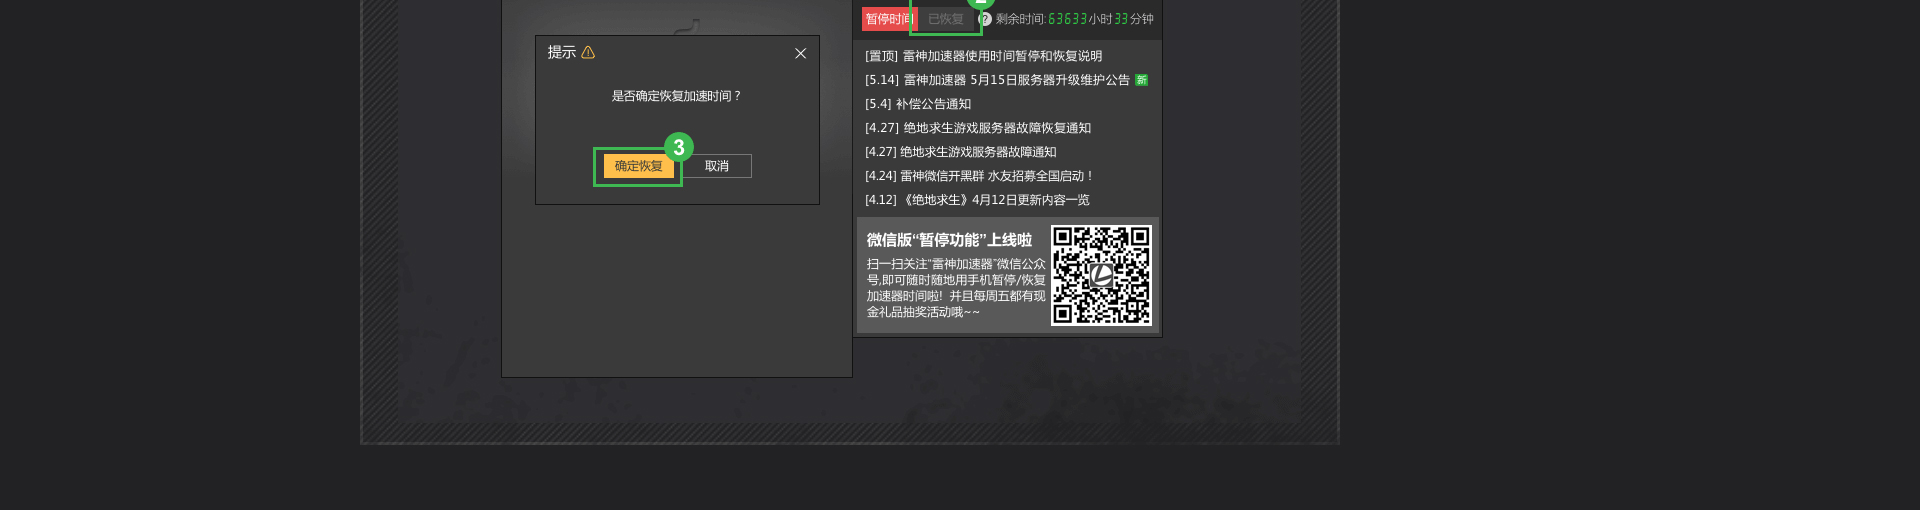 暂停时间 已恢复 ? 剩余时间: 63633小时33分钟
提示
是否确定恢复加速时间？
3
确定恢复 取消
[置顶] 雷神加速器使用时间暂停和恢复说明
[5.14] 雷神加速器 5月15日服务器升级维护公告 新
[5.4] 补偿公告通知
[4.27] 绝地求生游戏服务器故障恢复通知
[4.27] 绝地求生游戏服务器故障通知
[4.24] 雷神微信开黑群 水友招募全国启动！
[4.12] 《绝地求生》4月12日更新内容一览
微信版“暂停功能”上线啦
扫一扫关注"雷神加速器"微信公众
号,即可随时随地用手机暂停/恢复
加速器时间啦! 并且每周五都有现
金礼品抽奖活动哦~~